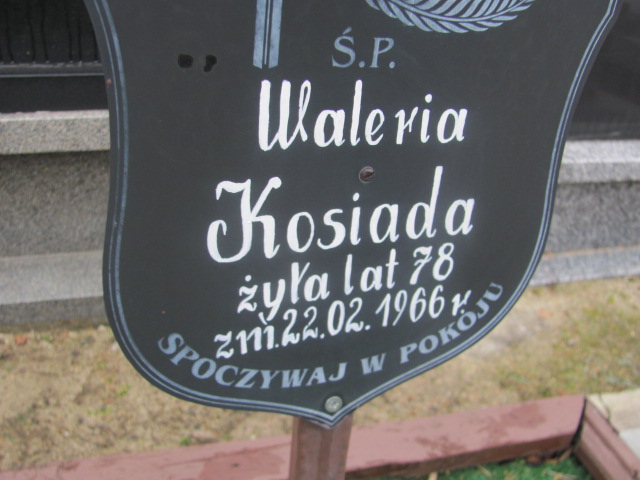 Ś.P.
Waleria
Kosiada
żyła lat 78
zm. 22.02.1966 r.
SPOCZYWAJ W POKOJU